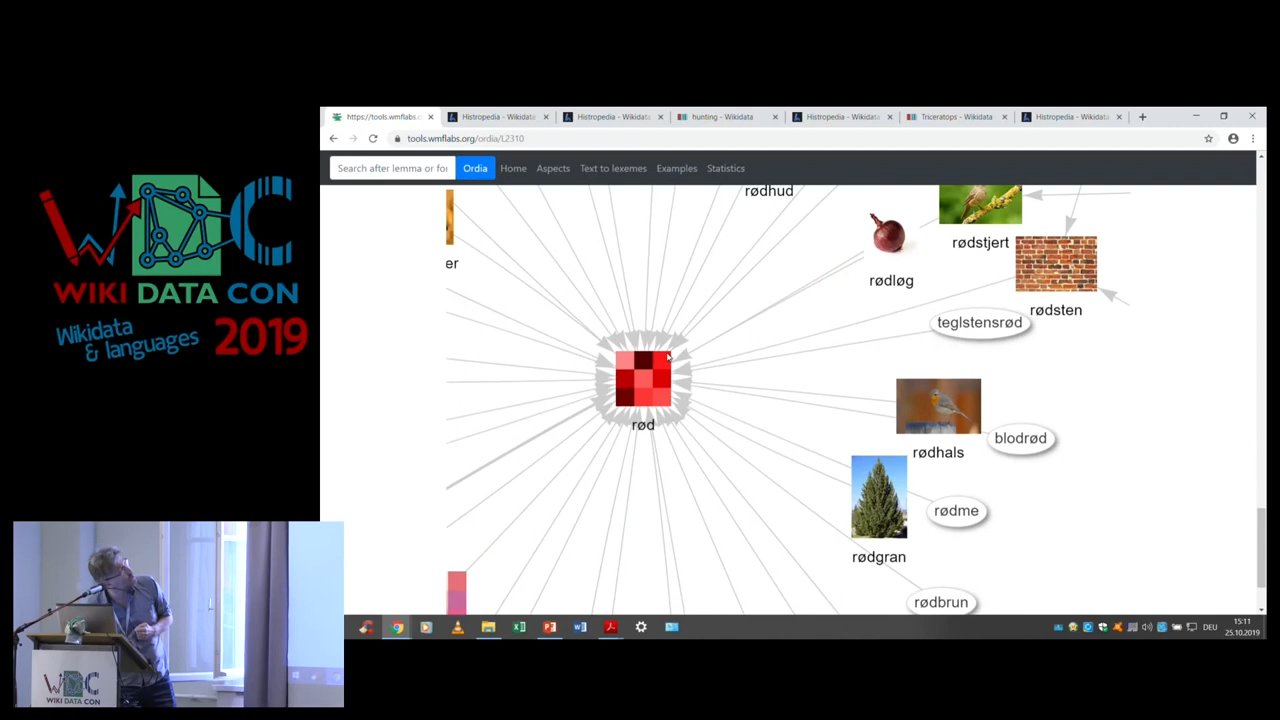 WIKI DATA CON
Wikidata
& languages 2019
https://tools.wmflabs.o
Histropedia - Wikidata
Histropedia - Wikidata
hunting - Wikidata
Histropedia - Wikidata
Triceratops - Wikidata
Histropedia - Wikidata
tools.wmflabs.org/ordia/L2310
Search after lemma or for
Ordia
Home
Aspects
Text to lexemes
Examples
Statistics
rødhud
rødstjert
er
rødløg
rødsten
teglstensrød
rød
blodrød
rødhals
rødme
rødgran
rødbrun
DEU
15:11
25.10.2019
WIKI DATA CON